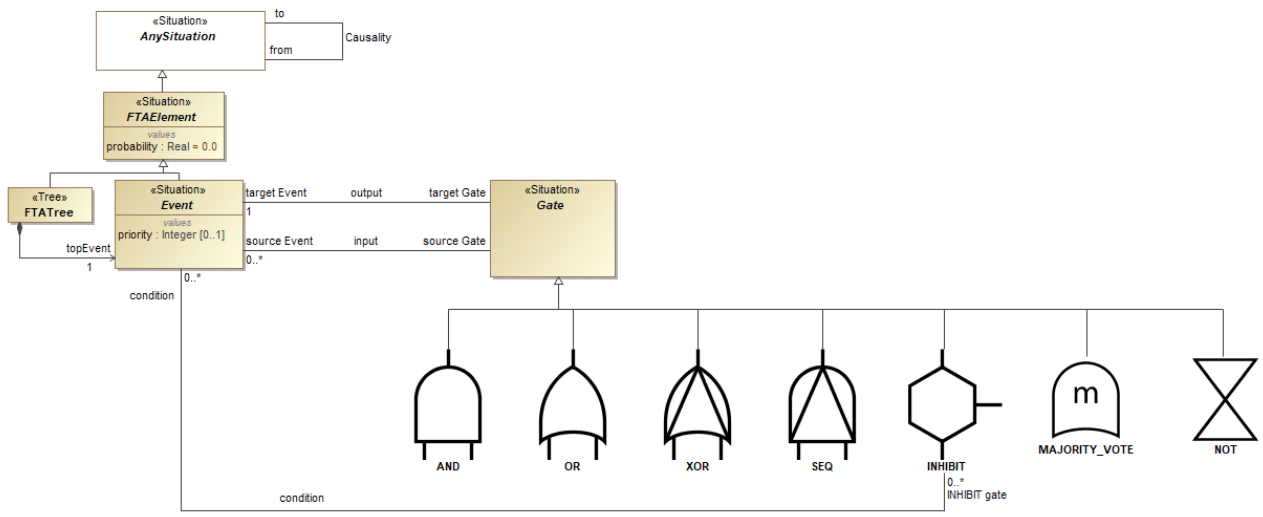 «Situation»
AnySituation
to
Causality
from
«Situation»
FTAElement
values
probability : Real = 0.0
«Tree»
FTATree
topEvent
1
«Situation»
Event
values
priority : Integer [0..1]
target Event
output
target Gate
1
source Event
input
source Gate
0..*
«Situation»
Gate
0..*
condition
m
AND
OR
XOR
SEQ
INHIBIT
MAJORITY_VOTE
NOT
0..*
INHIBIT gate
condition